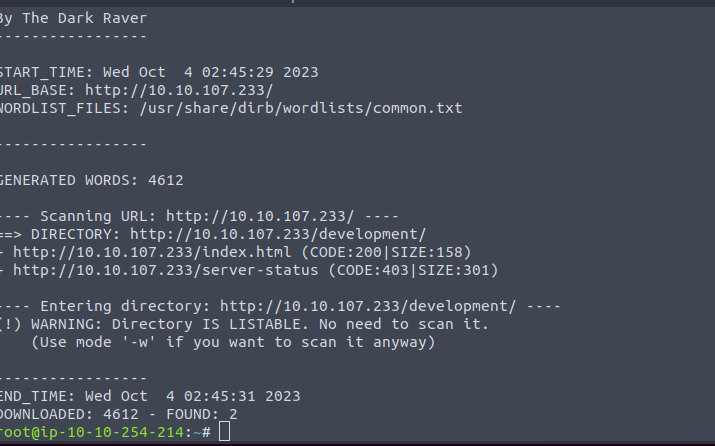 By The Dark Raver
-----------------
START_TIME: Wed Oct  4 02:45:29 2023
URL_BASE: http://10.10.107.233/
WORDLIST_FILES: /usr/share/dirb/wordlists/common.txt
-----------------
GENERATED WORDS: 4612
---- Scanning URL: http://10.10.107.233/ ----
==> DIRECTORY: http://10.10.107.233/development/
+ http://10.10.107.233/index.html (CODE:200|SIZE:158)
+ http://10.10.107.233/server-status (CODE:403|SIZE:301)
---- Entering directory: http://10.10.107.233/development/ ----
(!) WARNING: Directory IS LISTABLE. No need to scan it.
    (Use mode '-w' if you want to scan it anyway)
-----------------
END_TIME: Wed Oct  4 02:45:31 2023
DOWNLOADED: 4612 - FOUND: 2
root@ip-10-10-254-214:~#